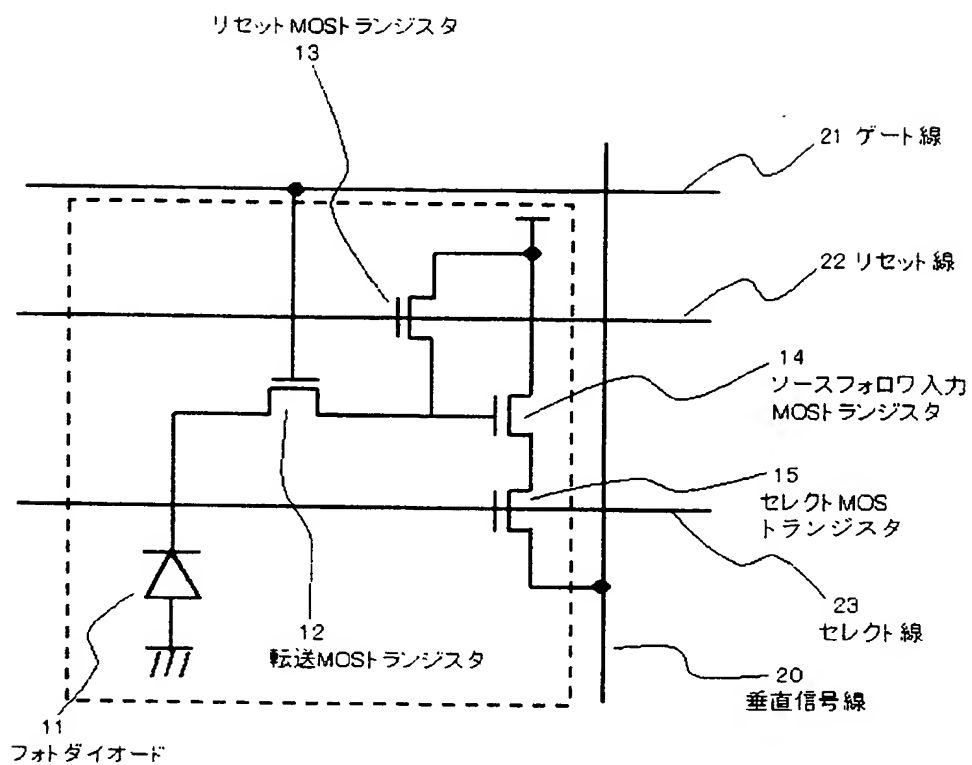 リセットMOSトランジスタ
13
21 ゲート線
22 リセット線
14
ソースフォロワ入力
MOSトランジスタ
15
セレクトMOS
トランジスタ
23
セレクト線
12
転送MOSトランジスタ
20
垂直信号線
11
フォトダイオード